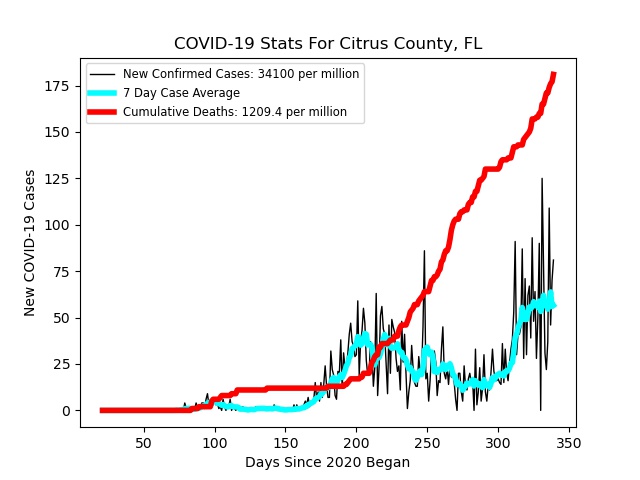 COVID-19 Stats For Citrus County, FL
New Confirmed Cases: 34100 per million
7 Day Case Average
Cumulative Deaths: 1209.4 per million
New COVID-19 Cases
175
150
125
100
75
50
25
0
50 100 150 200 250 300 350
Days Since 2020 Began